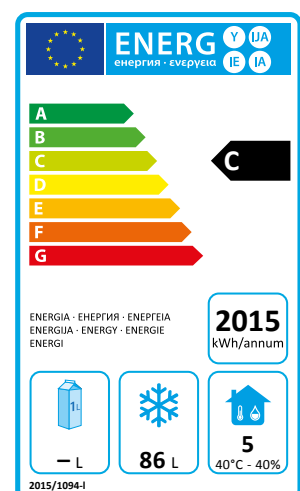 ENERG Y IJA
енергия · ενεργεια IE IA
A
B
C
C
D
E
F
G
ENERGIA · ЕНЕРГИЯ · ΕΝΕΡΓΕΙΑ
ENERGIJA · ENERGY · ENERGIE
ENERGI
2015
kWh/annum
1L
– L
86 L
5
40°C - 40%
2015/1094-I